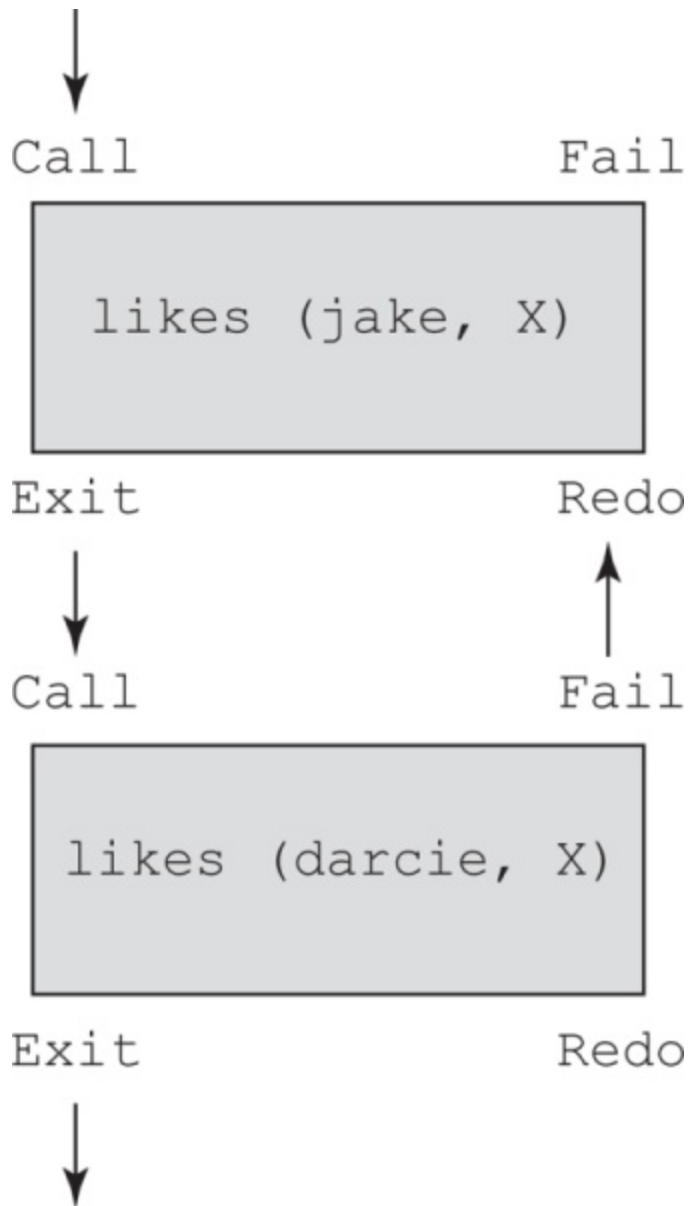 Call Fail
likes (jake, X)
Exit Redo
Call Fail
likes (darcie, X)
Exit Redo